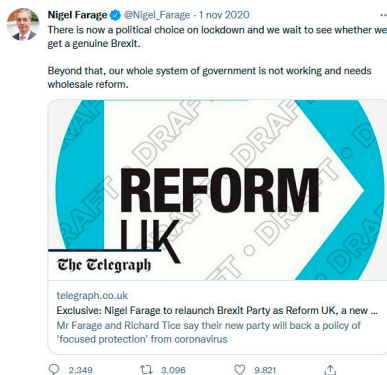 Nigel Farage @Nigel_Farage · 1 nov 2020
There is now a political choice on lockdown and we wait to see whether we
get a genuine Brexit.
Beyond that, our whole system of government is not working and needs
wholesale reform.
DRAFT · DRAFT · DRAFT
REFORM
UK
The Telegraph
telegraph.co.uk
Exclusive: Nigel Farage to relaunch Brexit Party as Reform UK, a new ...
Mr Farage and Richard Tice say their new party will back a policy of
'focused protection' from coronavirus
2.349 3.096 9.821